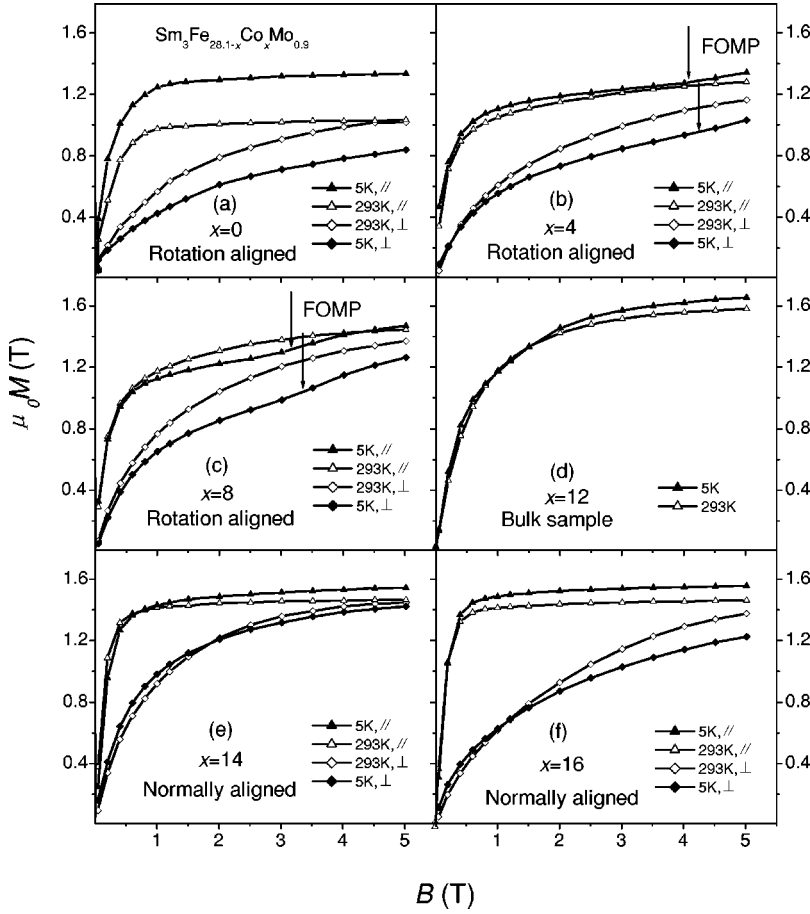 Sm3Fe28.1-xCoxMo0.9
1.6
1.2
0.8
0.4
(a)
x=0
Rotation aligned
5K, //
293K, //
293K, ⊥
5K, ⊥
FOMP
(b)
x=4
Rotation aligned
5K, //
293K, //
293K, ⊥
5K, ⊥
1.6
1.2
0.8
0.4
μ0M (T)
1.6
1.2
0.8
0.4
FOMP
(c)
x=8
Rotation aligned
5K, //
293K, //
293K, ⊥
5K, ⊥
(d)
x=12
Bulk sample
5K
293K
1.6
1.2
0.8
0.4
1.6
1.2
0.8
0.4
(e)
x=14
Normally aligned
5K, //
293K, //
293K, ⊥
5K, ⊥
(f)
x=16
Normally aligned
5K, //
293K, //
293K, ⊥
5K, ⊥
1.6
1.2
0.8
0.4
0 1 2 3 4 5
1 2 3 4 5
B (T)